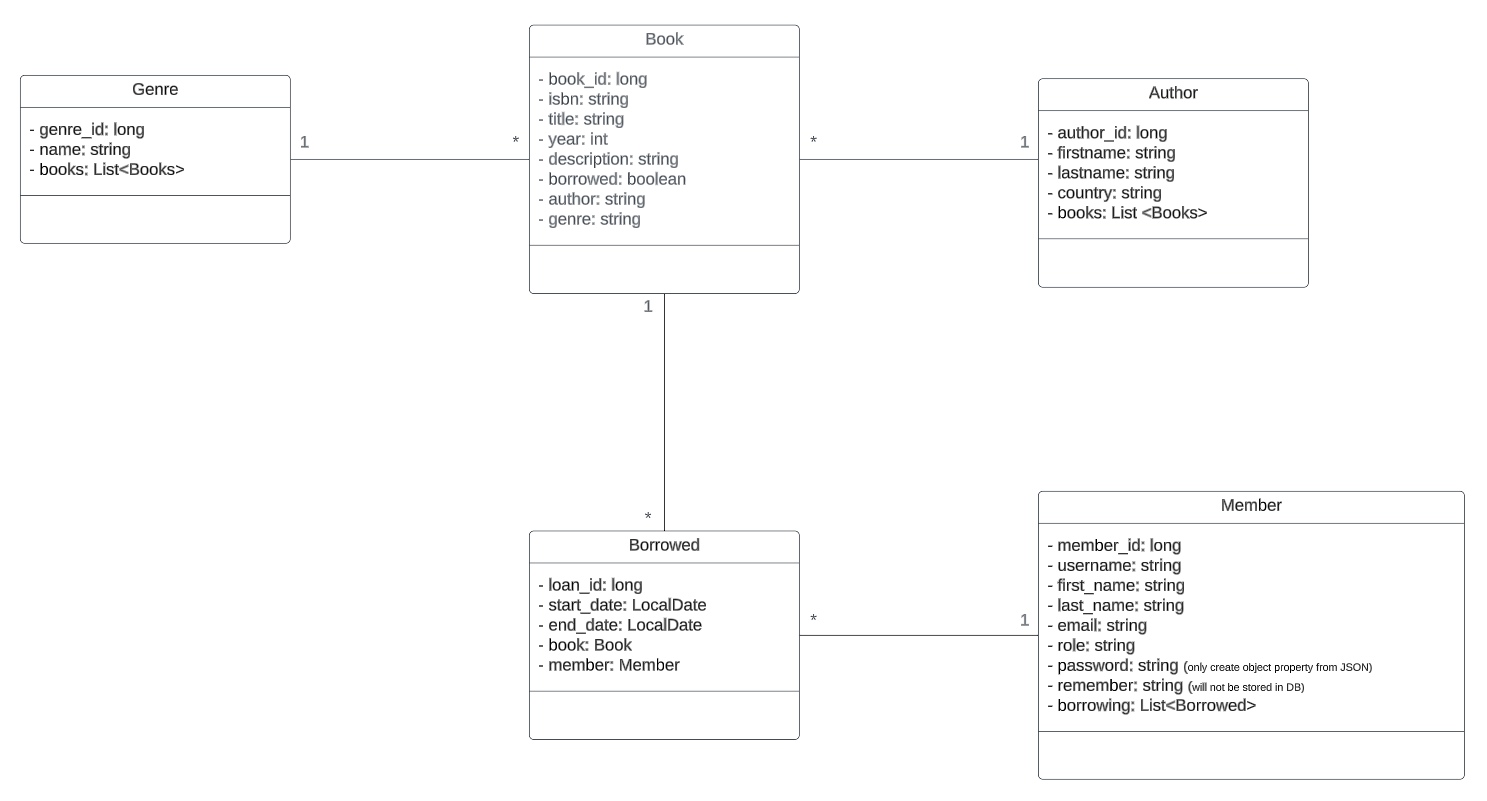 Genre
- genre_id: long
- name: string
- books: List<Books>
1
*
Book
- book_id: long
- isbn: string
- title: string
- year: int
- description: string
- borrowed: boolean
- author: string
- genre: string
*
1
Author
- author_id: long
- firstname: string
- lastname: string
- country: string
- books: List <Books>
1
*
Borrowed
- loan_id: long
- start_date: LocalDate
- end_date: LocalDate
- book: Book
- member: Member
*
1
Member
- member_id: long
- username: string
- first_name: string
- last_name: string
- email: string
- role: string
- password: string (only create object property from JSON)
- remember: string (will not be stored in DB)
- borrowing: List<Borrowed>